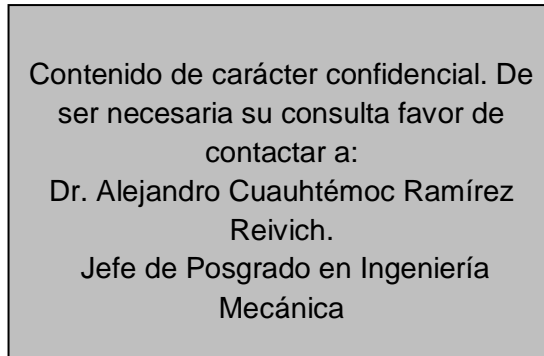 Contenido de carácter confidencial. De
ser necesaria su consulta favor de
contactar a:
Dr. Alejandro Cuauhtémoc Ramírez
Reivich.
Jefe de Posgrado en Ingeniería
Mecánica